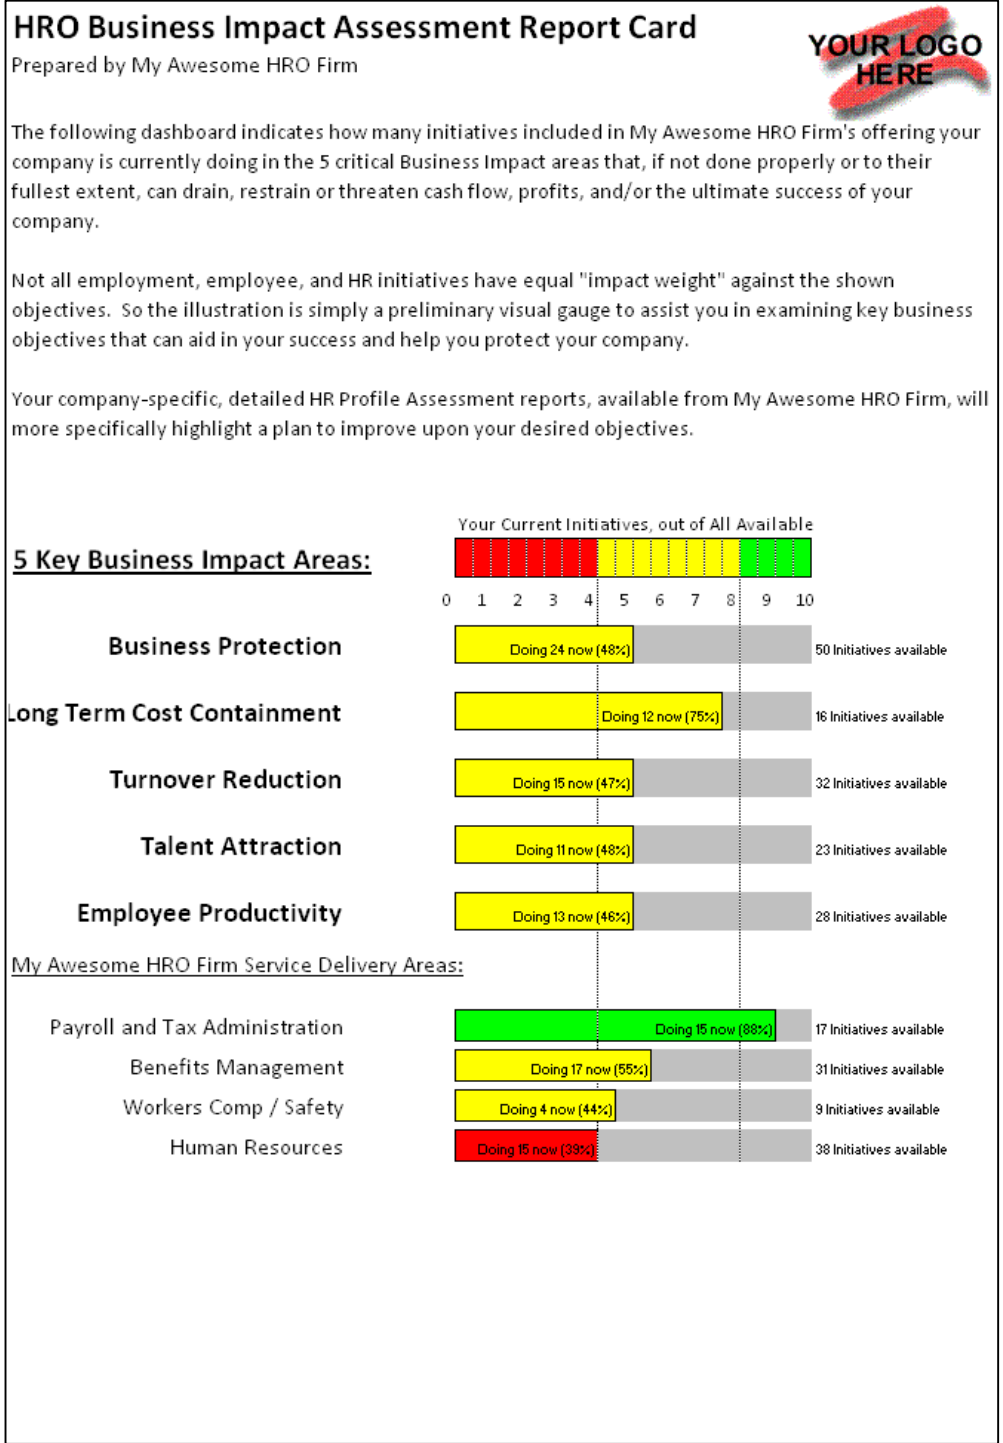 HRO Business Impact Assessment Report Card
Prepared by My Awesome HRO Firm
YOUR LOGO
HERE
The following dashboard indicates how many initiatives included in My Awesome HRO Firm's offering your
company is currently doing in the 5 critical Business Impact areas that, if not done properly or to their
fullest extent, can drain, restrain or threaten cash flow, profits, and/or the ultimate success of your
company.
Not all employment, employee, and HR initiatives have equal "impact weight" against the shown
objectives.  So the illustration is simply a preliminary visual gauge to assist you in examining key business
objectives that can aid in your success and help you protect your company.
Your company-specific, detailed HR Profile Assessment reports, available from My Awesome HRO Firm, will
more specifically highlight a plan to improve upon your desired objectives.
Your Current Initiatives, out of All Available
5 Key Business Impact Areas:
0 1 2 3 4 5 6 7 8 9 10
Business Protection Doing 24 now (48%) 50 Initiatives available
Long Term Cost Containment Doing 12 now (75%) 16 Initiatives available
Turnover Reduction Doing 15 now (47%) 32 Initiatives available
Talent Attraction Doing 11 now (48%) 23 Initiatives available
Employee Productivity Doing 13 now (46%) 28 Initiatives available
My Awesome HRO Firm Service Delivery Areas:
Payroll and Tax Administration Doing 15 now (88%) 17 Initiatives available
Benefits Management Doing 17 now (55%) 31 Initiatives available
Workers Comp / Safety Doing 4 now (44%) 9 Initiatives available
Human Resources Doing 15 now (39%) 38 Initiatives available